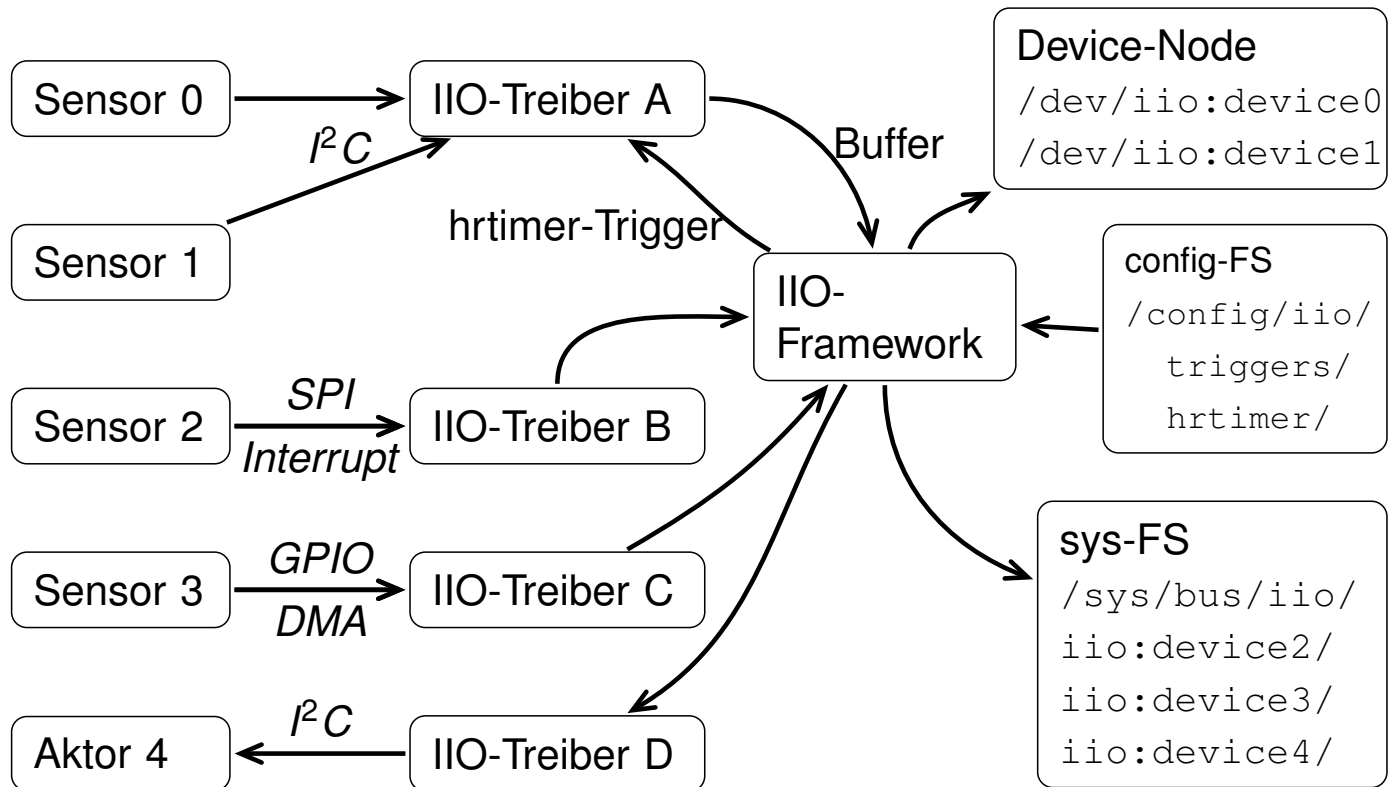 Sensor 0
IIO-Treiber A
I²C
Sensor 1
hrtimer-Trigger
Buffer
Device-Node
/dev/iio:device0
/dev/iio:device1
IIO-
Framework
config-FS
/config/iio/
triggers/
hrtimer/
Sensor 2
SPI
Interrupt
IIO-Treiber B
Sensor 3
GPIO
DMA
IIO-Treiber C
sys-FS
/sys/bus/iio/
iio:device2/
iio:device3/
iio:device4/
Aktor 4
I²C
IIO-Treiber D